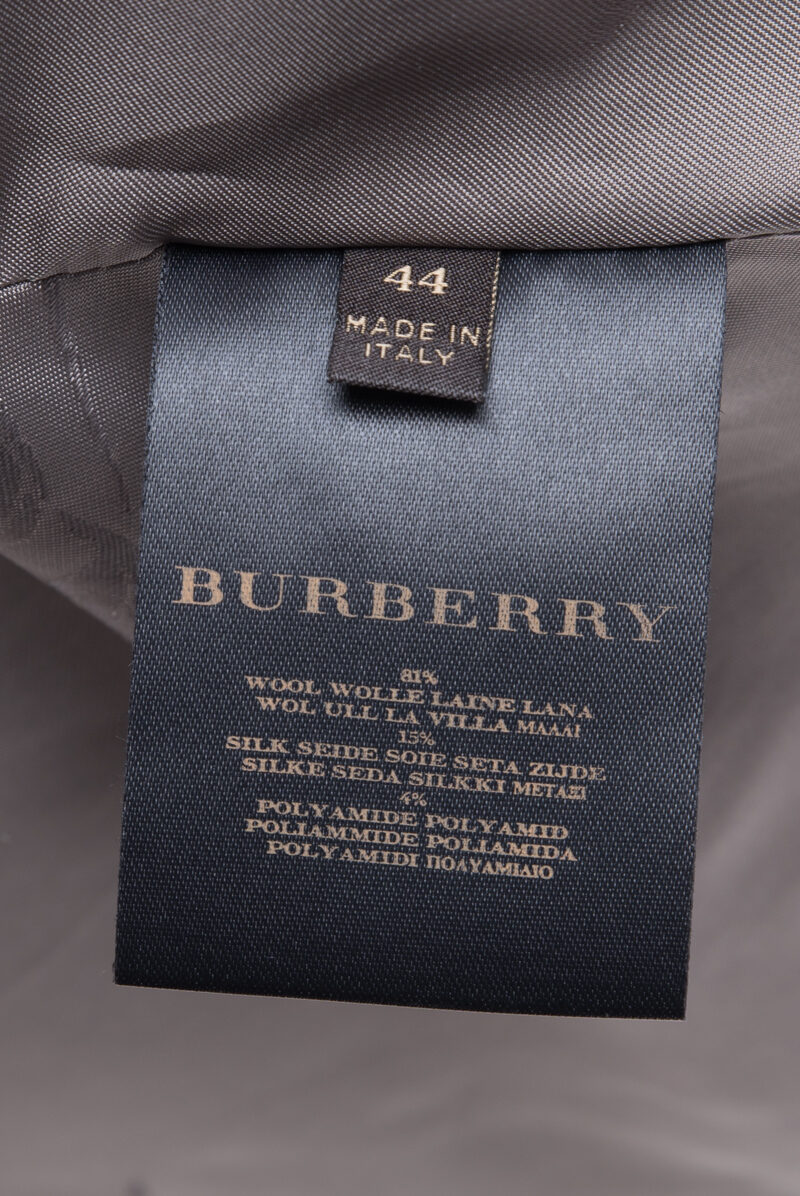 44
MADE IN
ITALY
BURBERRY
81%
WOOL WOLLE LAINE LANA
WOL ULL LA VILLA ΜΑΛΛΙ
15%
SILK SEIDE SOIE SETA ZIJDE
SILKE SEDA SILKKI ΜΕΤΑΞΙ
4%
POLYAMIDE POLYAMID
POLIAMMIDE POLIAMIDA
POLYAMIDI ΠΟΛΥΑΜΙΔΙΟ